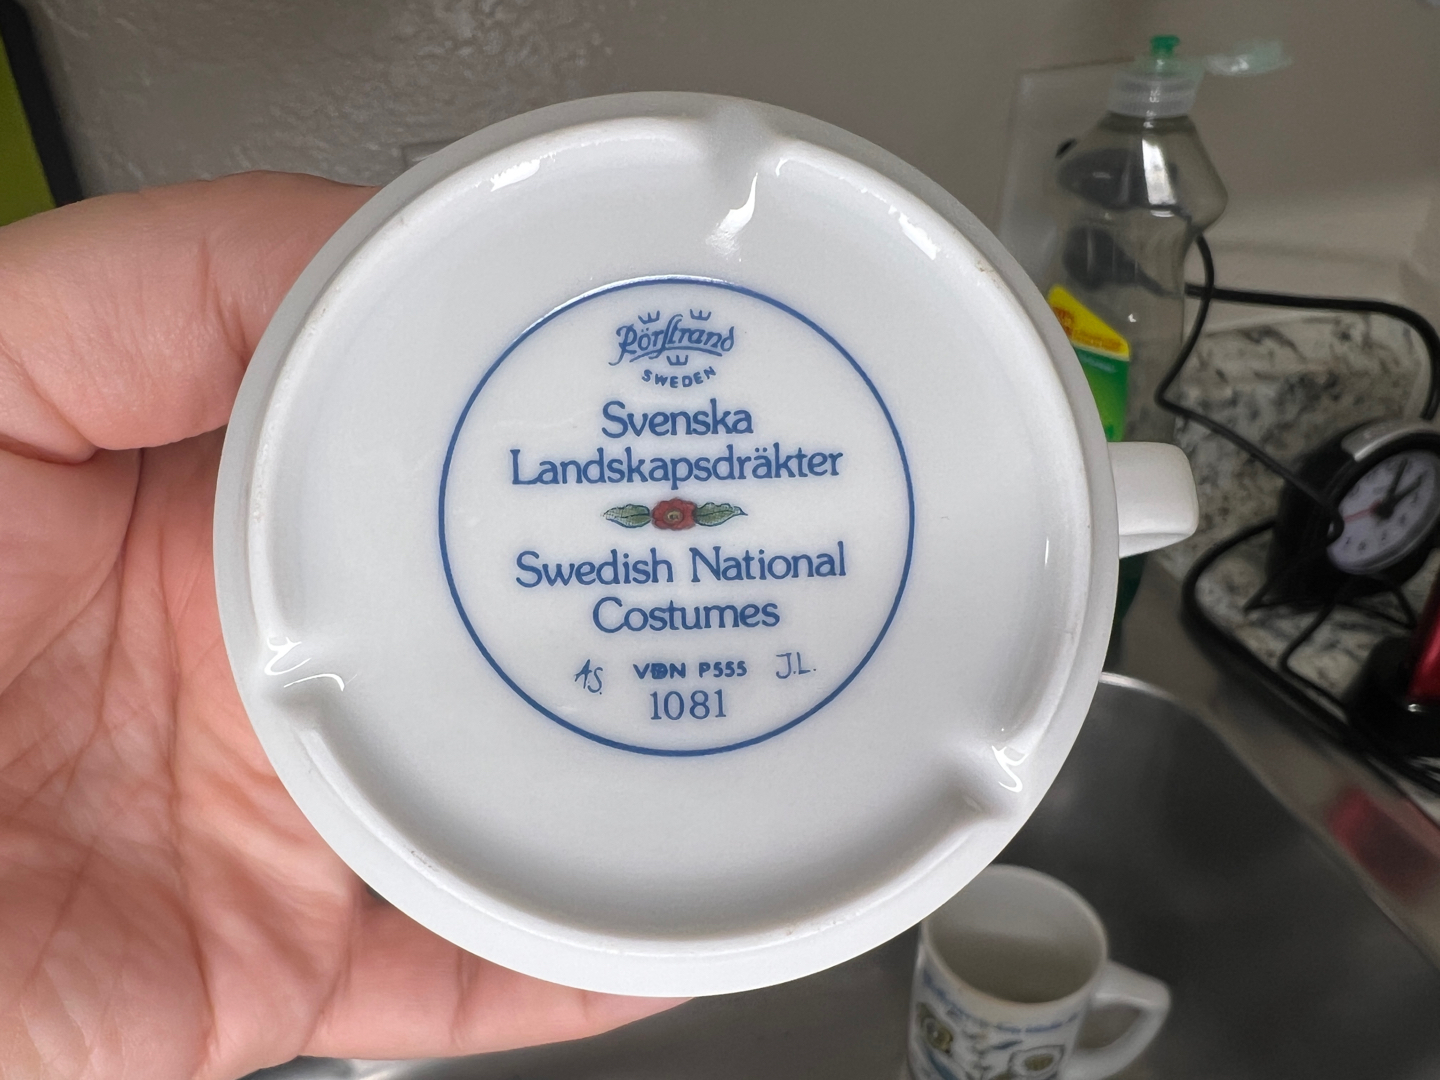 Rörstrand
SWEDEN
Svenska
Landskapsdräkter
Swedish National
Costumes
A.S. VDN P555 J.L.
1081